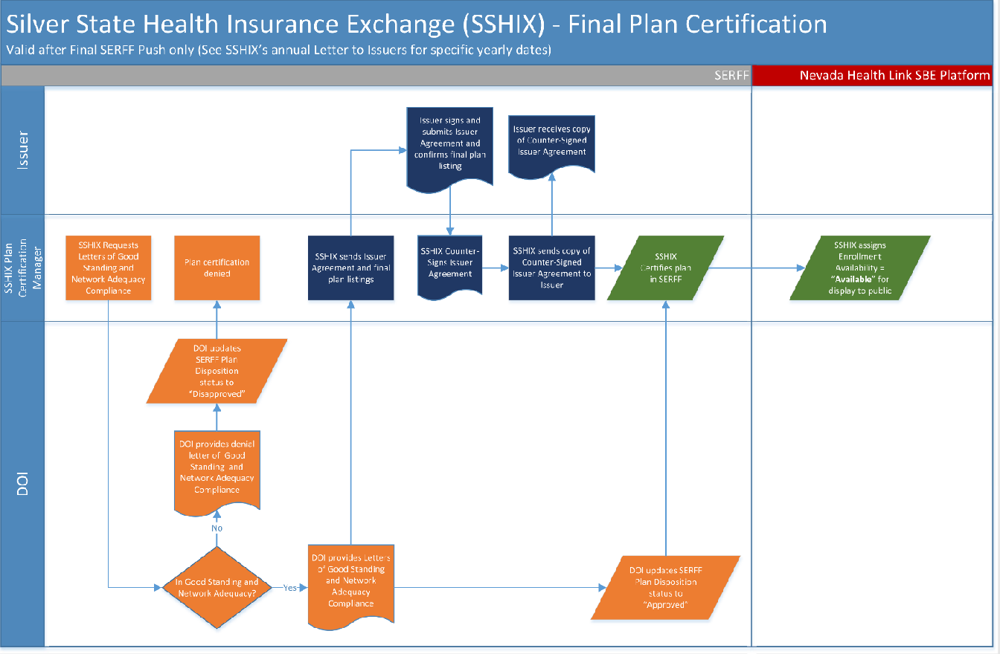 Silver State Health Insurance Exchange (SSHIX) - Final Plan Certification
Valid after Final SERFF Push only (See SSHIX's annual Letter to Issuers for specific yearly dates)
SERFF
Nevada Health Link SBE Platform
Issuer
Issuer signs and
submits Issuer
Agreement and
confirms final plan
listing
Issuer receives copy
of Counter-Signed
Issuer Agreement
SSHIX Plan
Certification
Manager
SSHIX Requests
Letters of Good
Standing and
Network Adequacy
Compliance
Plan certification
denied
SSHIX sends Issuer
Agreement and final
plan listings
SSHIX Counter-
Signs Issuer
Agreement
SSHIX sends copy of
Counter-Signed
Issuer Agreement to
Issuer
SSHIX
Certifies plan
in SERFF
SSHIX assigns
Enrollment
Availability =
“Available” for
display to public
DOI
DOI updates
SERFF Plan
Disposition
status to
“Disapproved”
DOI provides denial
letter of Good
Standing and
Network Adequacy
Compliance
No
In Good Standing and
Network Adequacy?
Yes
DOI provides Letters
of Good Standing
and Network
Adequacy
Compliance
DOI updates SERFF
Plan Disposition
status to
“Approved”